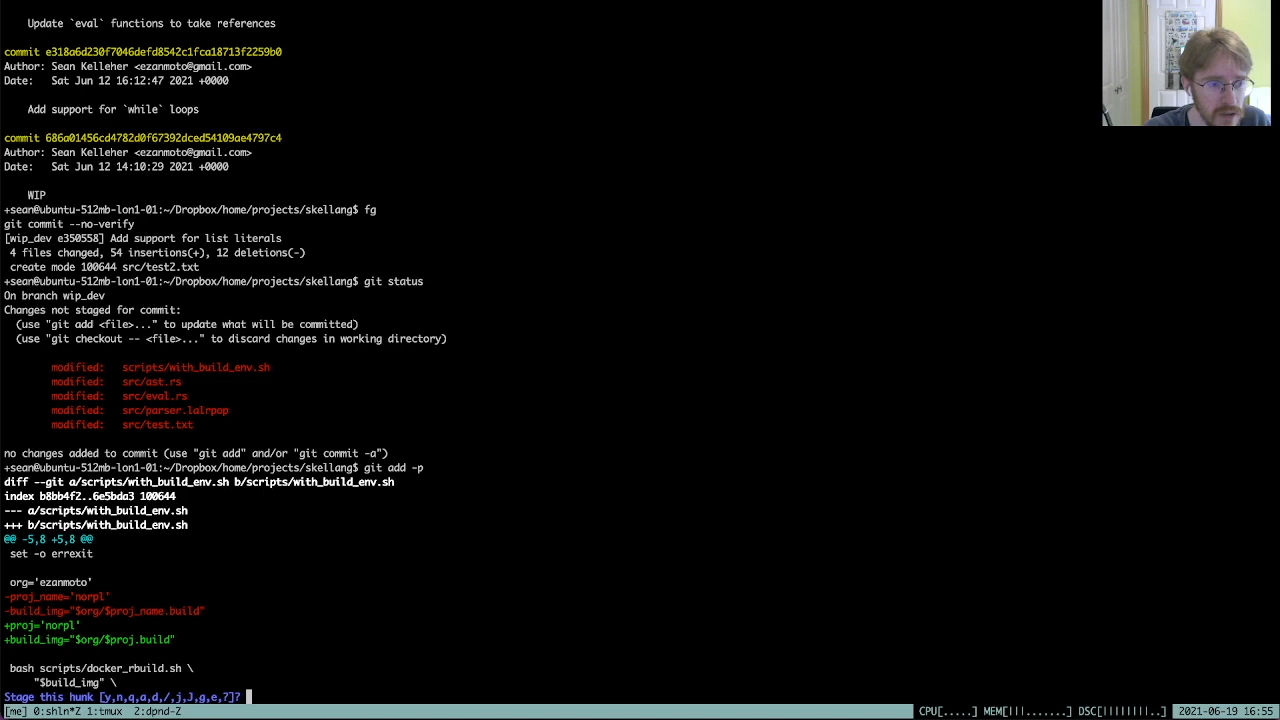 Update `eval` functions to take references
commit e318a6d230f7046defd8542c1fca18713f2259b0
Author: Sean Kelleher <ezanmoto@gmail.com>
Date:   Sat Jun 12 16:12:47 2021 +0000
Add support for `while` loops
commit 686a01456cd4782d0f67392dced54109ae4797c4
Author: Sean Kelleher <ezanmoto@gmail.com>
Date:   Sat Jun 12 14:10:29 2021 +0000
WIP
+sean@ubuntu-512mb-lon1-01:~/Dropbox/home/projects/skellang$ fg
git commit --no-verify
[wip_dev e350558] Add support for list literals
4 files changed, 54 insertions(+), 12 deletions(-)
create mode 100644 src/test2.txt
+sean@ubuntu-512mb-lon1-01:~/Dropbox/home/projects/skellang$ git status
On branch wip_dev
Changes not staged for commit:
(use "git add <file>..." to update what will be committed)
(use "git checkout -- <file>..." to discard changes in working directory)
modified:   scripts/with_build_env.sh
modified:   src/ast.rs
modified:   src/eval.rs
modified:   src/parser.lalrpop
modified:   src/test.txt
no changes added to commit (use "git add" and/or "git commit -a")
+sean@ubuntu-512mb-lon1-01:~/Dropbox/home/projects/skellang$ git add -p
diff --git a/scripts/with_build_env.sh b/scripts/with_build_env.sh
index b8bb4f2..6e5bda3 100644
--- a/scripts/with_build_env.sh
+++ b/scripts/with_build_env.sh
@@ -5,8 +5,8 @@
set -o errexit
org='ezanmoto'
-proj_name='norpl'
-build_img="$org/$proj_name.build"
+proj='norpl'
+build_img="$org/$proj.build"
bash scripts/docker_rbuild.sh \
"$build_img" \
Stage this hunk [y,n,q,a,d,/,j,J,g,e,?]?
[me] 0:shln*Z 1:tmux  2:dpnd-Z CPU[.....] MEM[|||.......] DSC[||||||||..] 2021-06-19 16:55